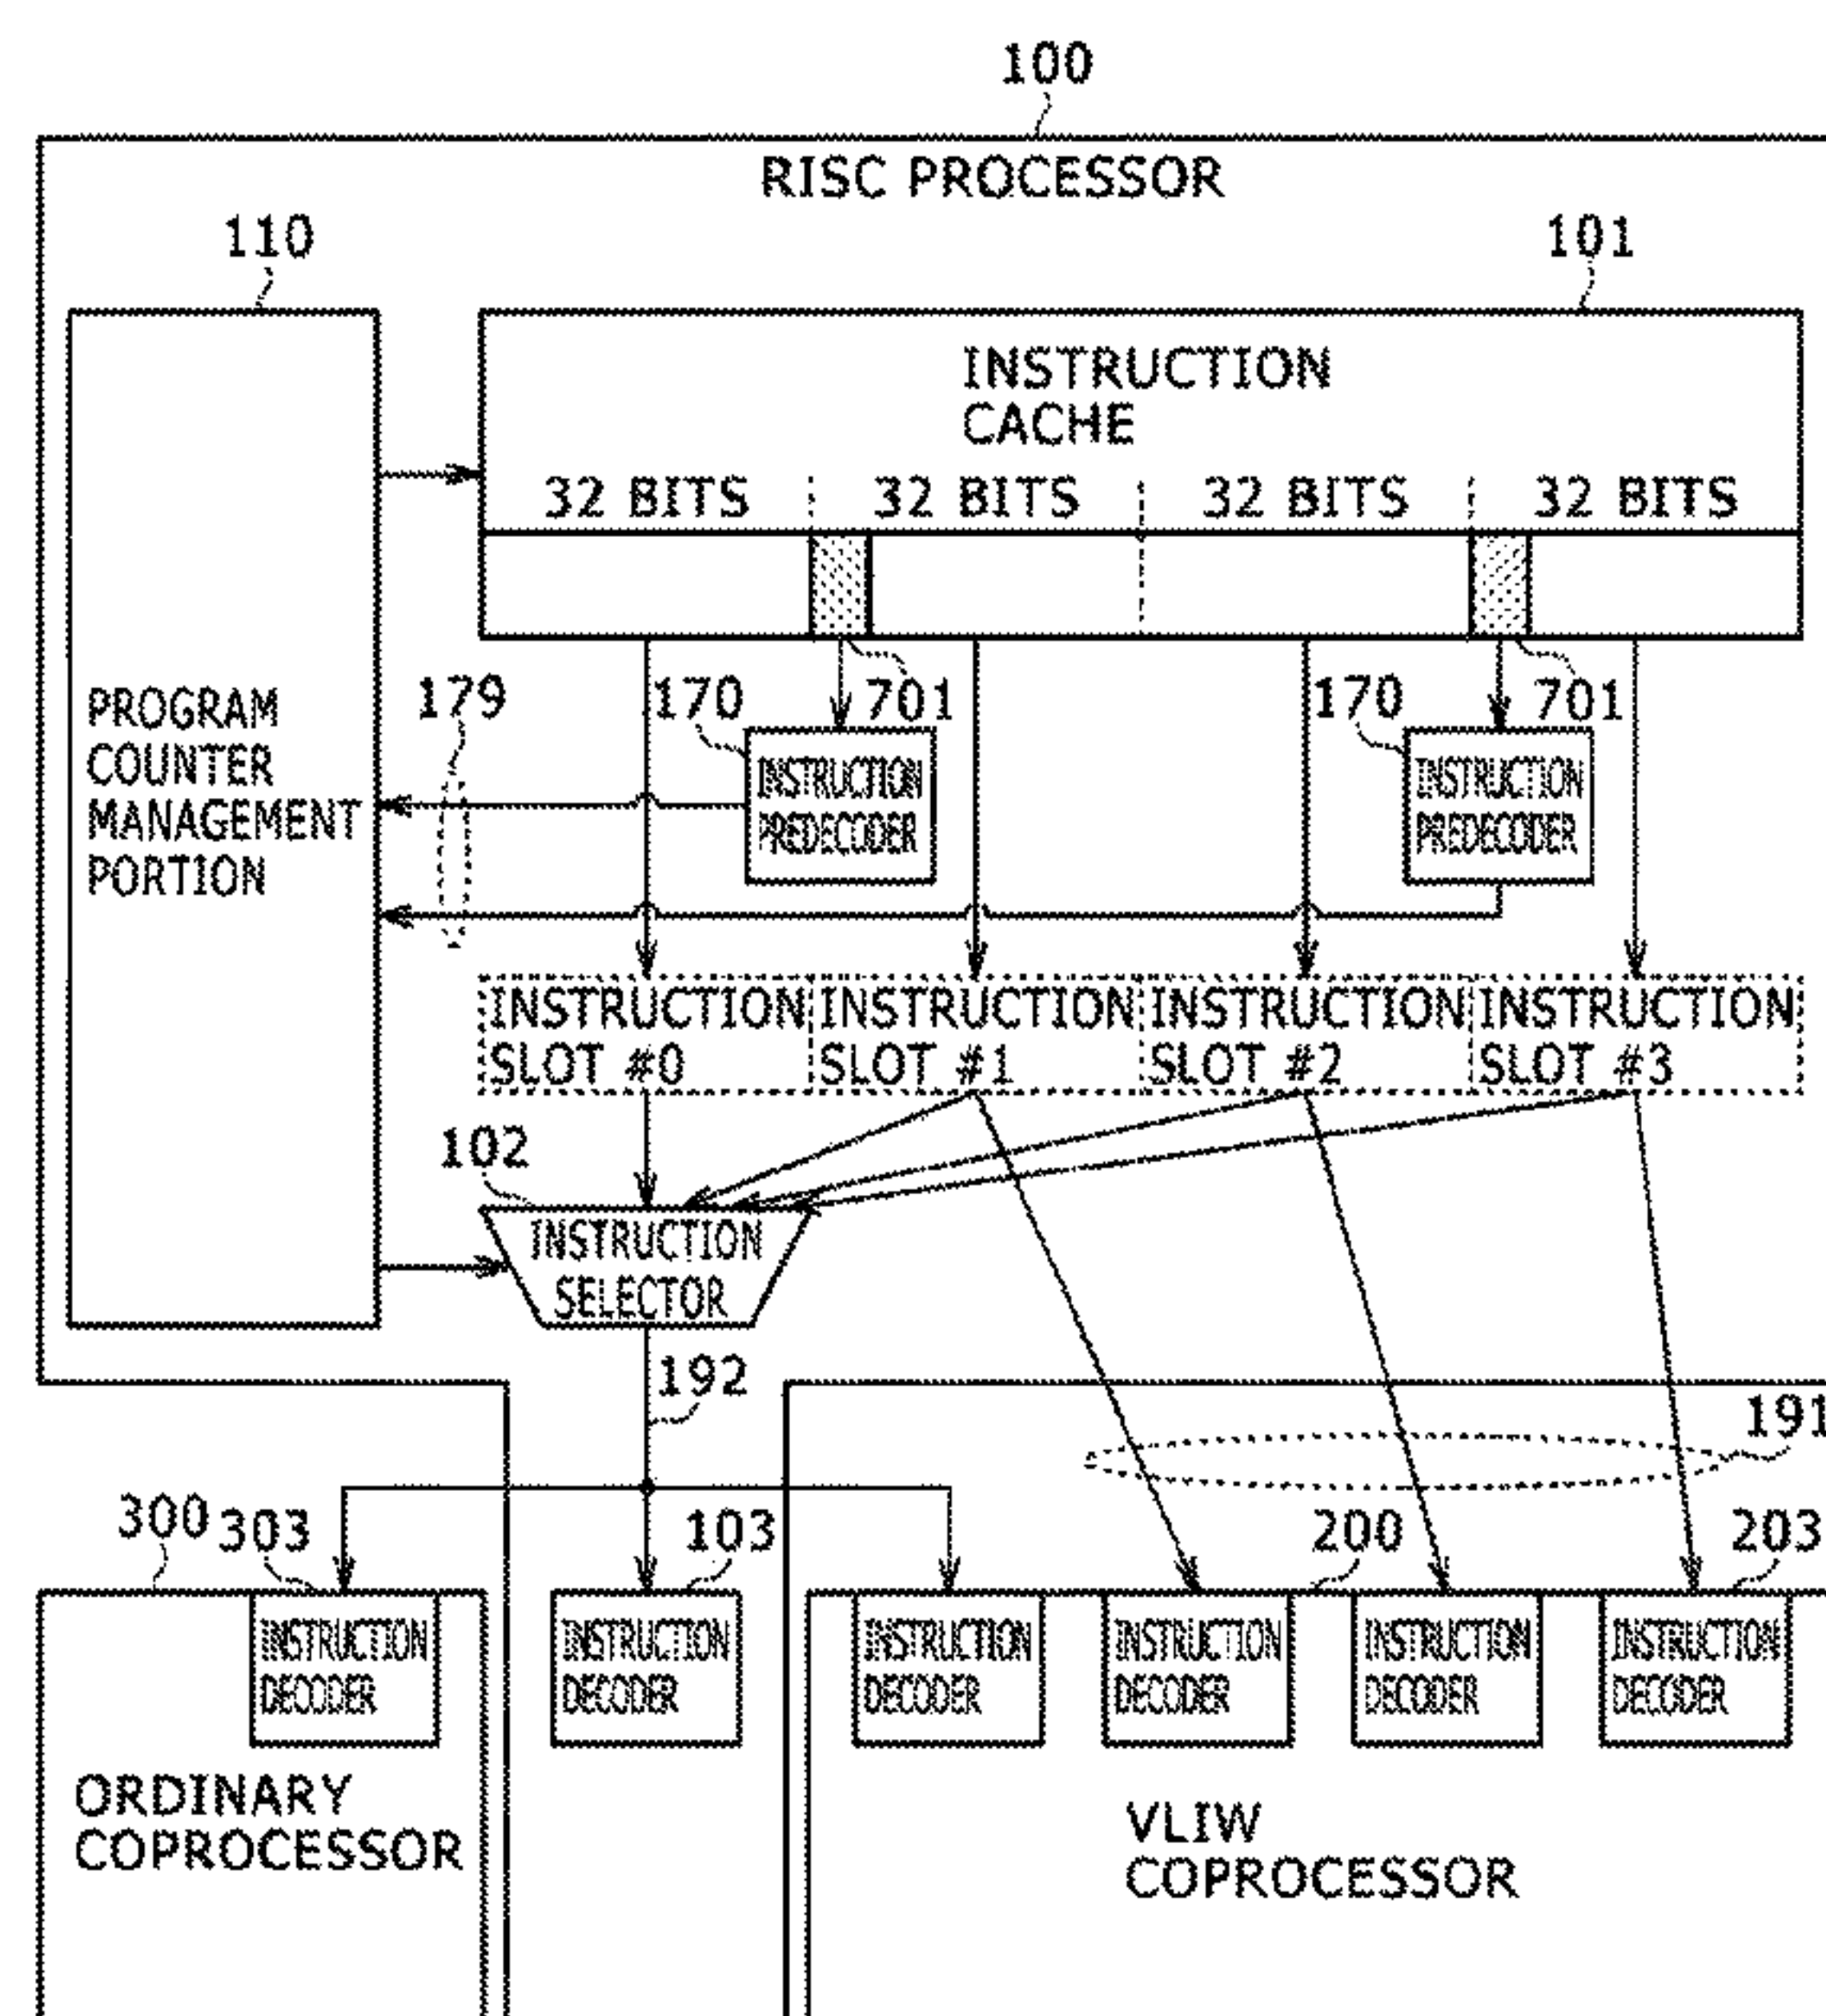 100
RISC PROCESSOR
110
101
INSTRUCTION
CACHE
32 BITS 32 BITS 32 BITS 32 BITS
PROGRAM
COUNTER
MANAGEMENT
PORTION
179
170
701
170
701
INSTRUCTION
PREDECODER
INSTRUCTION
PREDECODER
INSTRUCTION
SLOT #0
INSTRUCTION
SLOT #1
INSTRUCTION
SLOT #2
INSTRUCTION
SLOT #3
102
INSTRUCTION
SELECTOR
192
191
300
303
103
200
203
INSTRUCTION
DECODER
INSTRUCTION
DECODER
INSTRUCTION
DECODER
INSTRUCTION
DECODER
INSTRUCTION
DECODER
INSTRUCTION
DECODER
ORDINARY
COPROCESSOR
VLIW
COPROCESSOR